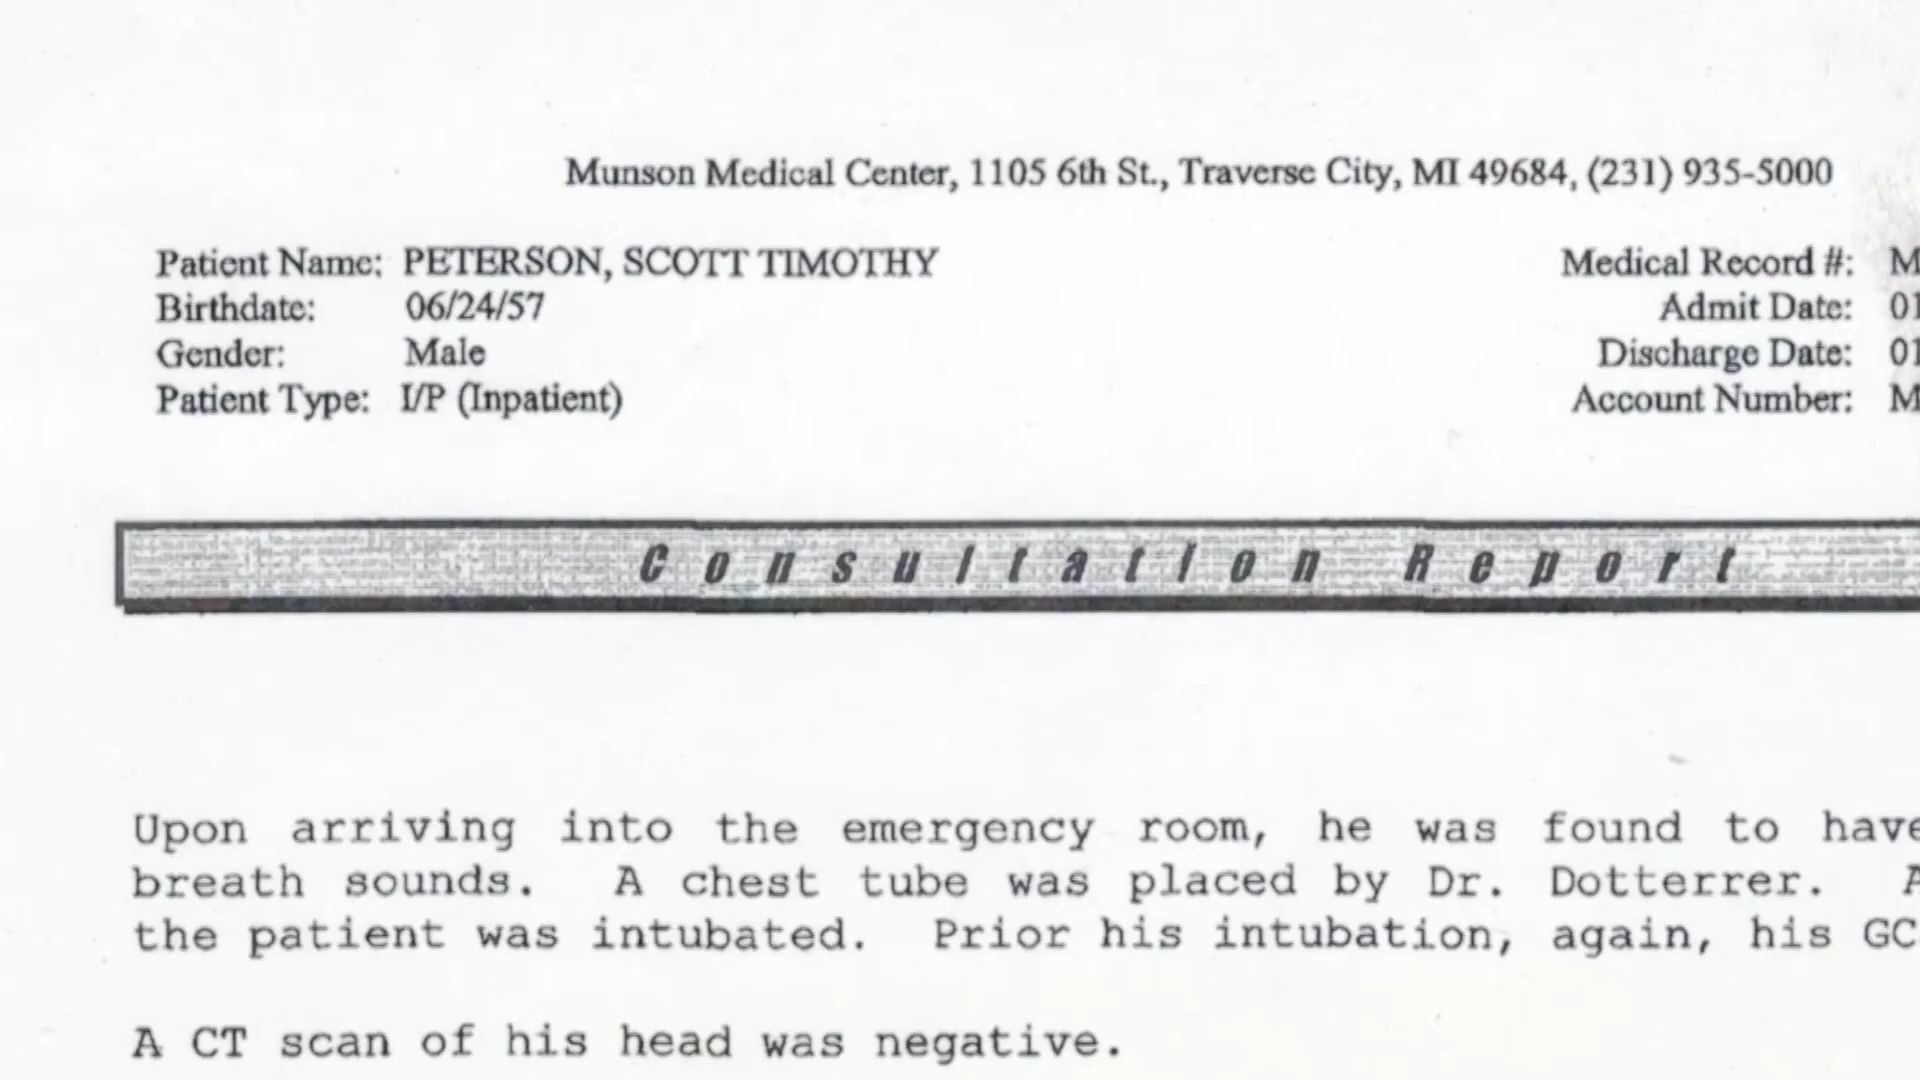 Munson Medical Center, 1105 6th St., Traverse City, MI 49684, (231) 935-5000
Patient Name: PETERSON, SCOTT TIMOTHY
Birthdate: 06/24/57
Gender: Male
Patient Type: I/P (Inpatient)
Medical Record #: M
Admit Date: 01
Discharge Date: 01
Account Number: M
Consultation Report
Upon arriving into the emergency room, he was found to have
breath sounds. A chest tube was placed by Dr. Dotterrer. A
the patient was intubated. Prior his intubation, again, his GC
A CT scan of his head was negative.